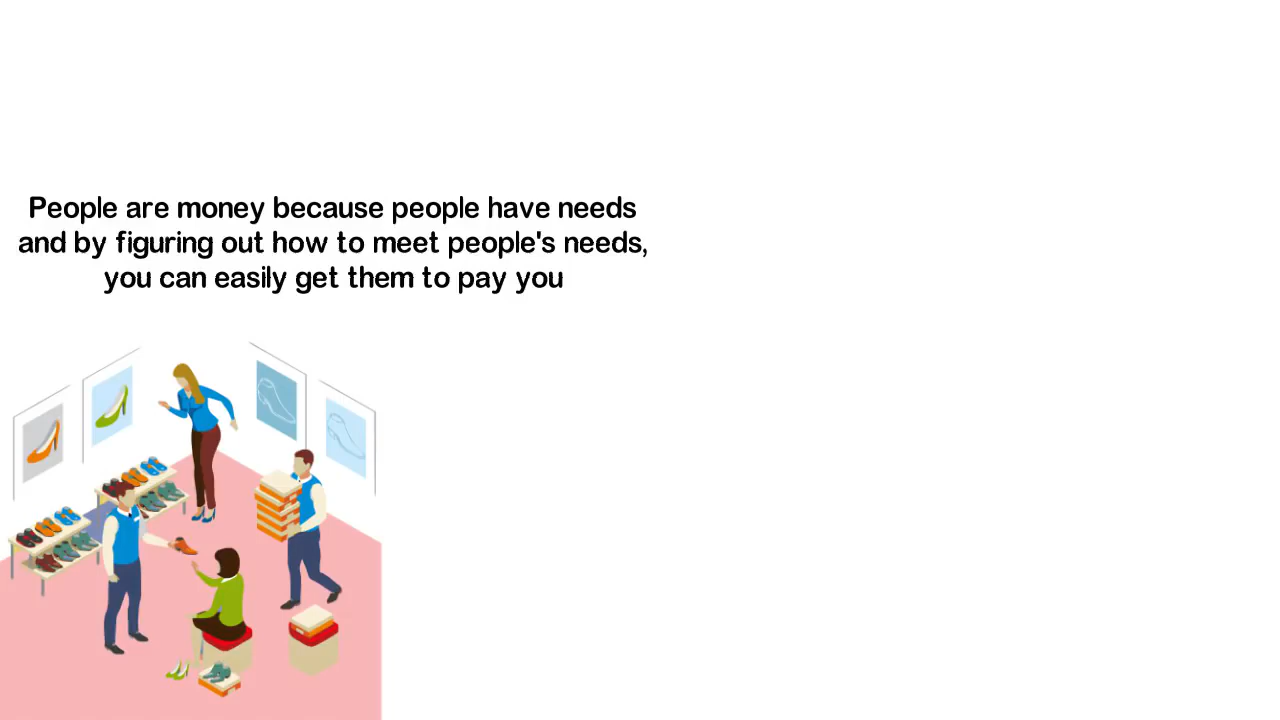 People are money because people have needs
and by figuring out how to meet people's needs,
you can easily get them to pay you